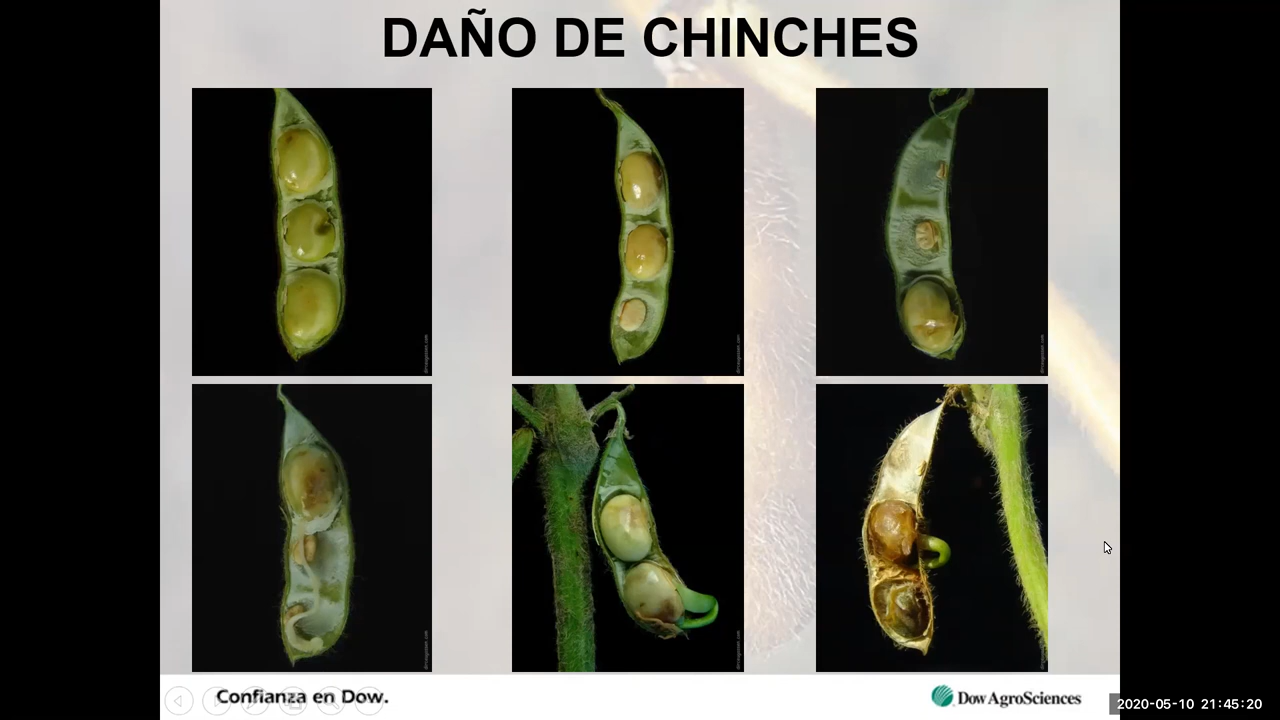 DAÑO DE CHINCHES
Confianza en Dow.
Dow AgroSciences
2020-05-10 21:45:20